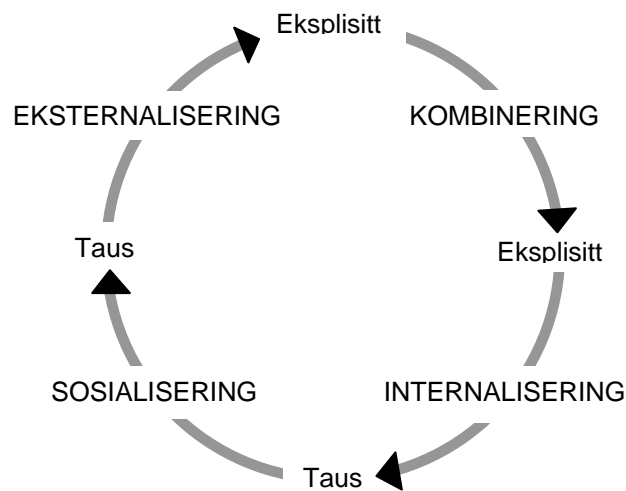 Eksplisitt
EKSTERNALISERING
KOMBINERING
Taus
Eksplisitt
SOSIALISERING
INTERNALISERING
Taus